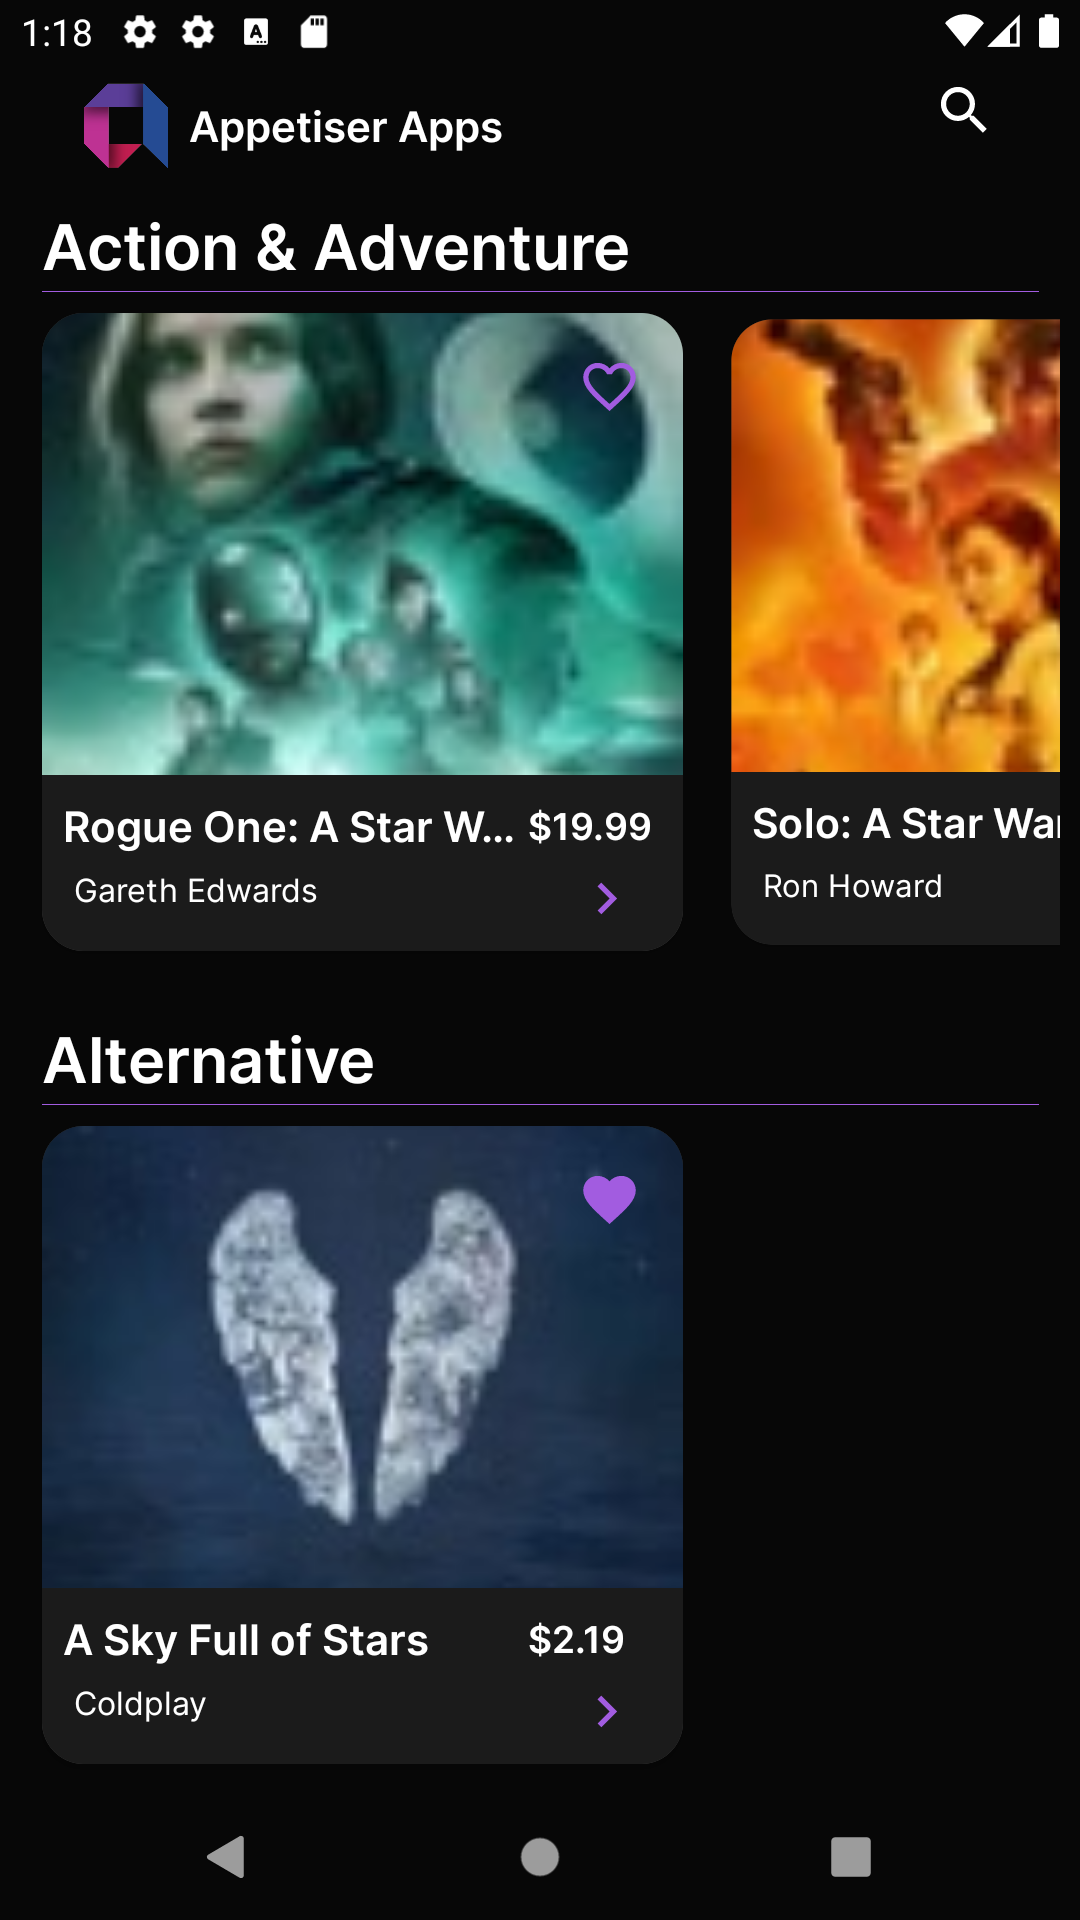 1:18
Appetiser Apps
Action & Adventure
Rogue One: A Star W... $19.99
Gareth Edwards
Solo: A Star
Ron Howard
Alternative
A Sky Full of Stars $2.19
Coldplay